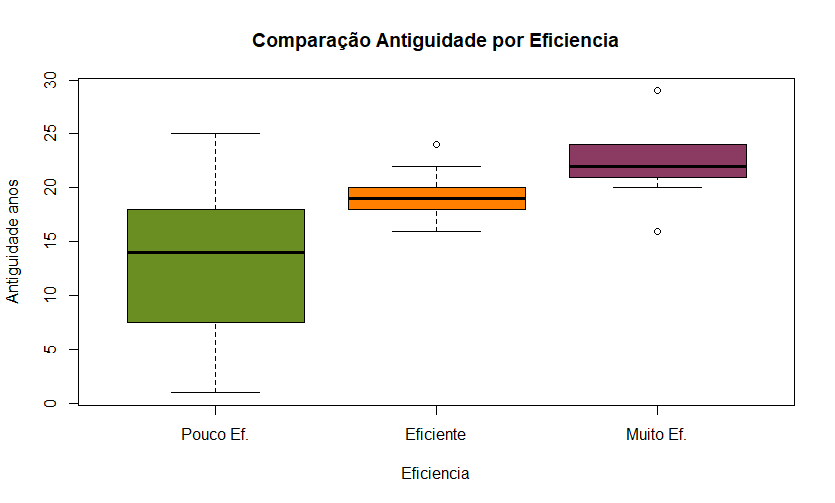 Comparação Antiguidade por Eficiencia
Antiguidade anos
30
25
20
15
10
5
0
Pouco Ef.
Eficiente
Muito Ef.
Eficiencia